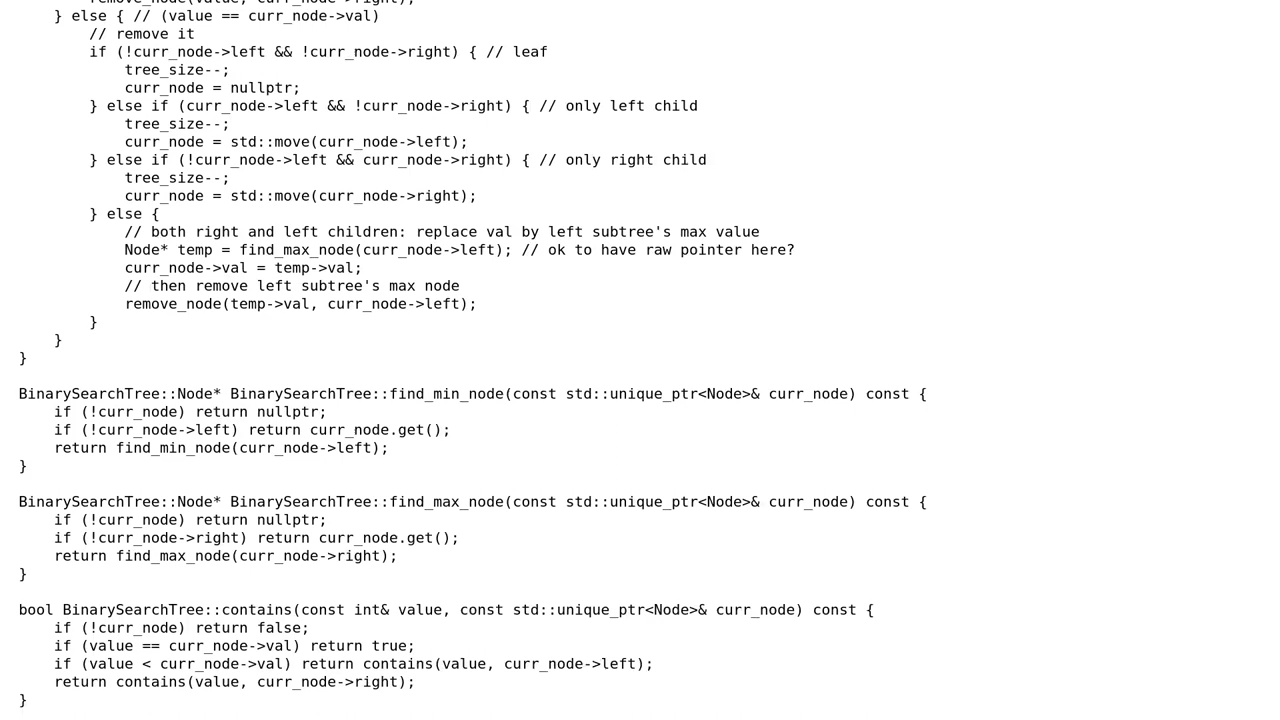 remove_node(value, curr_node->right);
    } else { // (value == curr_node->val)
        // remove it
        if (!curr_node->left && !curr_node->right) { // leaf
            tree_size--;
            curr_node = nullptr;
        } else if (curr_node->left && !curr_node->right) { // only left child
            tree_size--;
            curr_node = std::move(curr_node->left);
        } else if (!curr_node->left && curr_node->right) { // only right child
            tree_size--;
            curr_node = std::move(curr_node->right);
        } else {
            // both right and left children: replace val by left subtree's max value
            Node* temp = find_max_node(curr_node->left); // ok to have raw pointer here?
            curr_node->val = temp->val;
            // then remove left subtree's max node
            remove_node(temp->val, curr_node->left);
        }
    }
}

BinarySearchTree::Node* BinarySearchTree::find_min_node(const std::unique_ptr<Node>& curr_node) const {
    if (!curr_node) return nullptr;
    if (!curr_node->left) return curr_node.get();
    return find_min_node(curr_node->left);
}

BinarySearchTree::Node* BinarySearchTree::find_max_node(const std::unique_ptr<Node>& curr_node) const {
    if (!curr_node) return nullptr;
    if (!curr_node->right) return curr_node.get();
    return find_max_node(curr_node->right);
}

bool BinarySearchTree::contains(const int& value, const std::unique_ptr<Node>& curr_node) const {
    if (!curr_node) return false;
    if (value == curr_node->val) return true;
    if (value < curr_node->val) return contains(value, curr_node->left);
    return contains(value, curr_node->right);
}